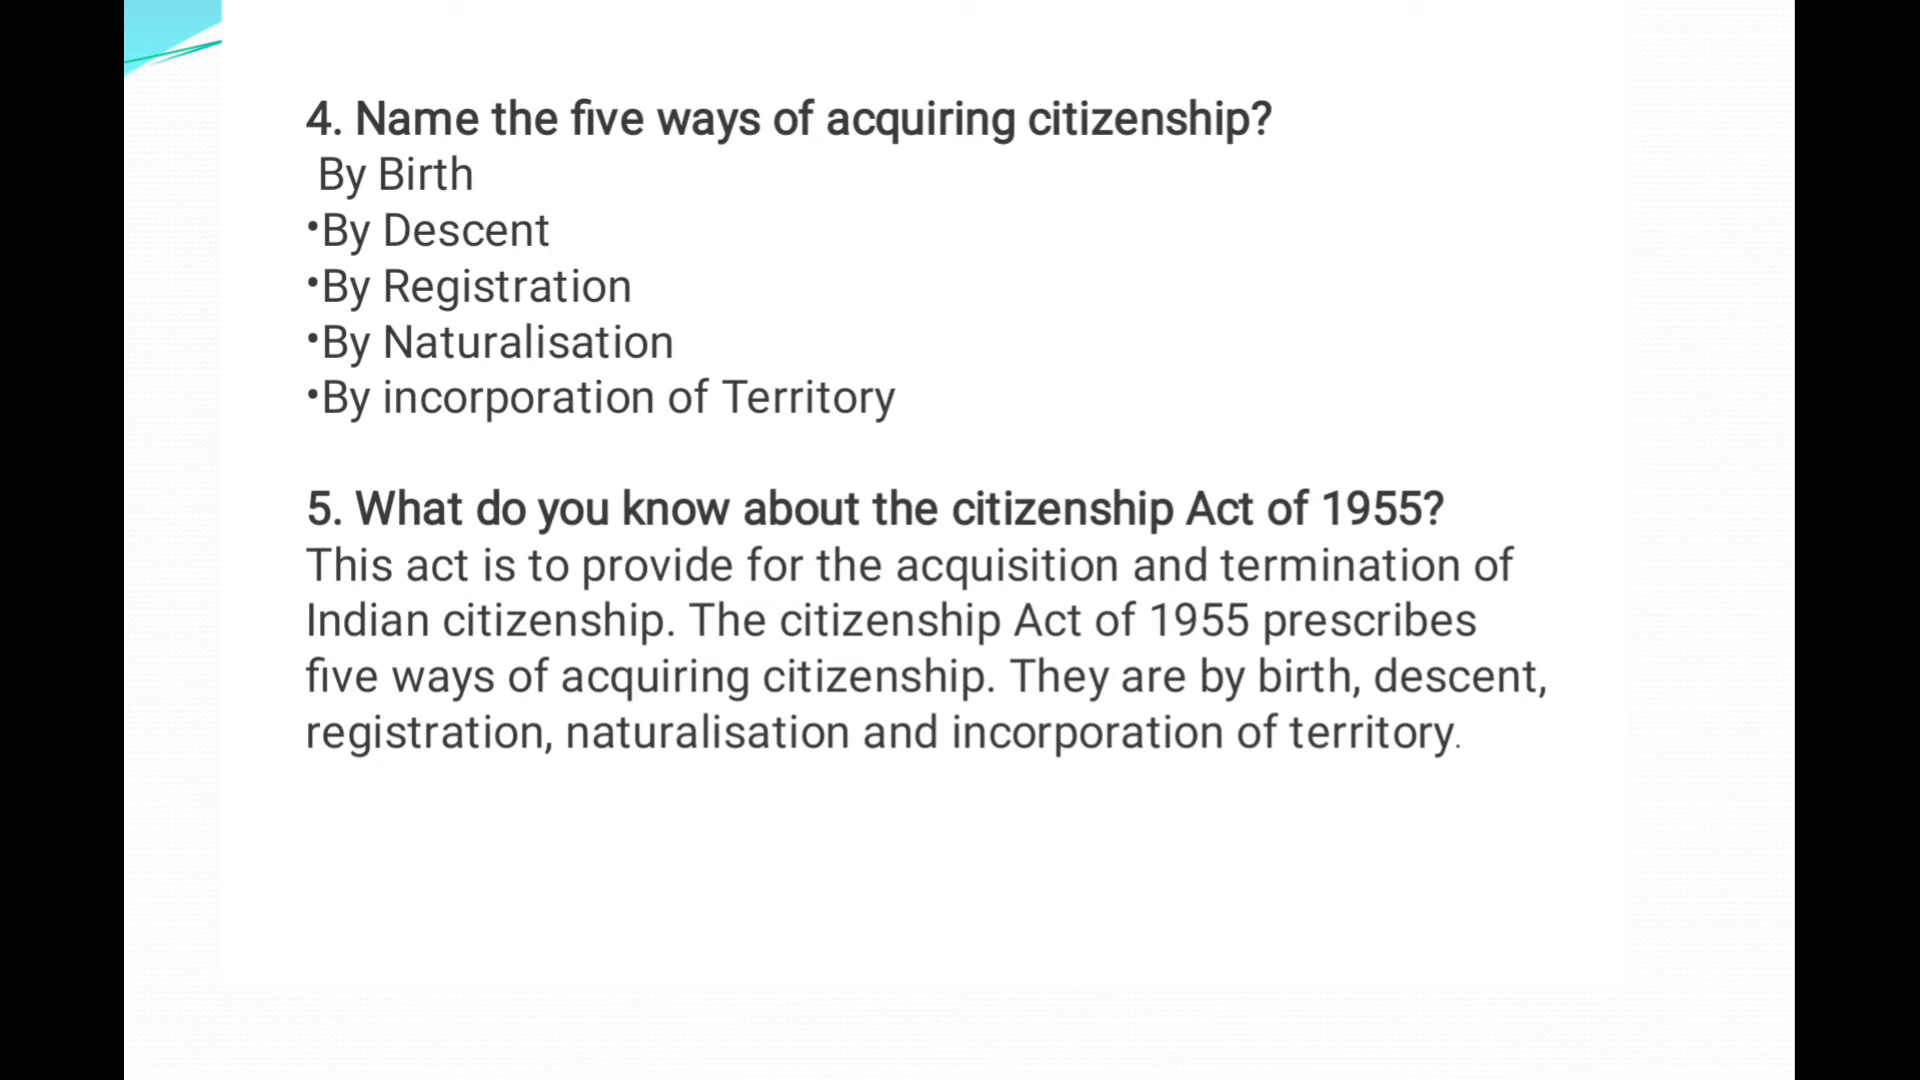 4. Name the five ways of acquiring citizenship?
By Birth
•By Descent
•By Registration
•By Naturalisation
•By incorporation of Territory
5. What do you know about the citizenship Act of 1955?
This act is to provide for the acquisition and termination of
Indian citizenship. The citizenship Act of 1955 prescribes
five ways of acquiring citizenship. They are by birth, descent,
registration, naturalisation and incorporation of territory.